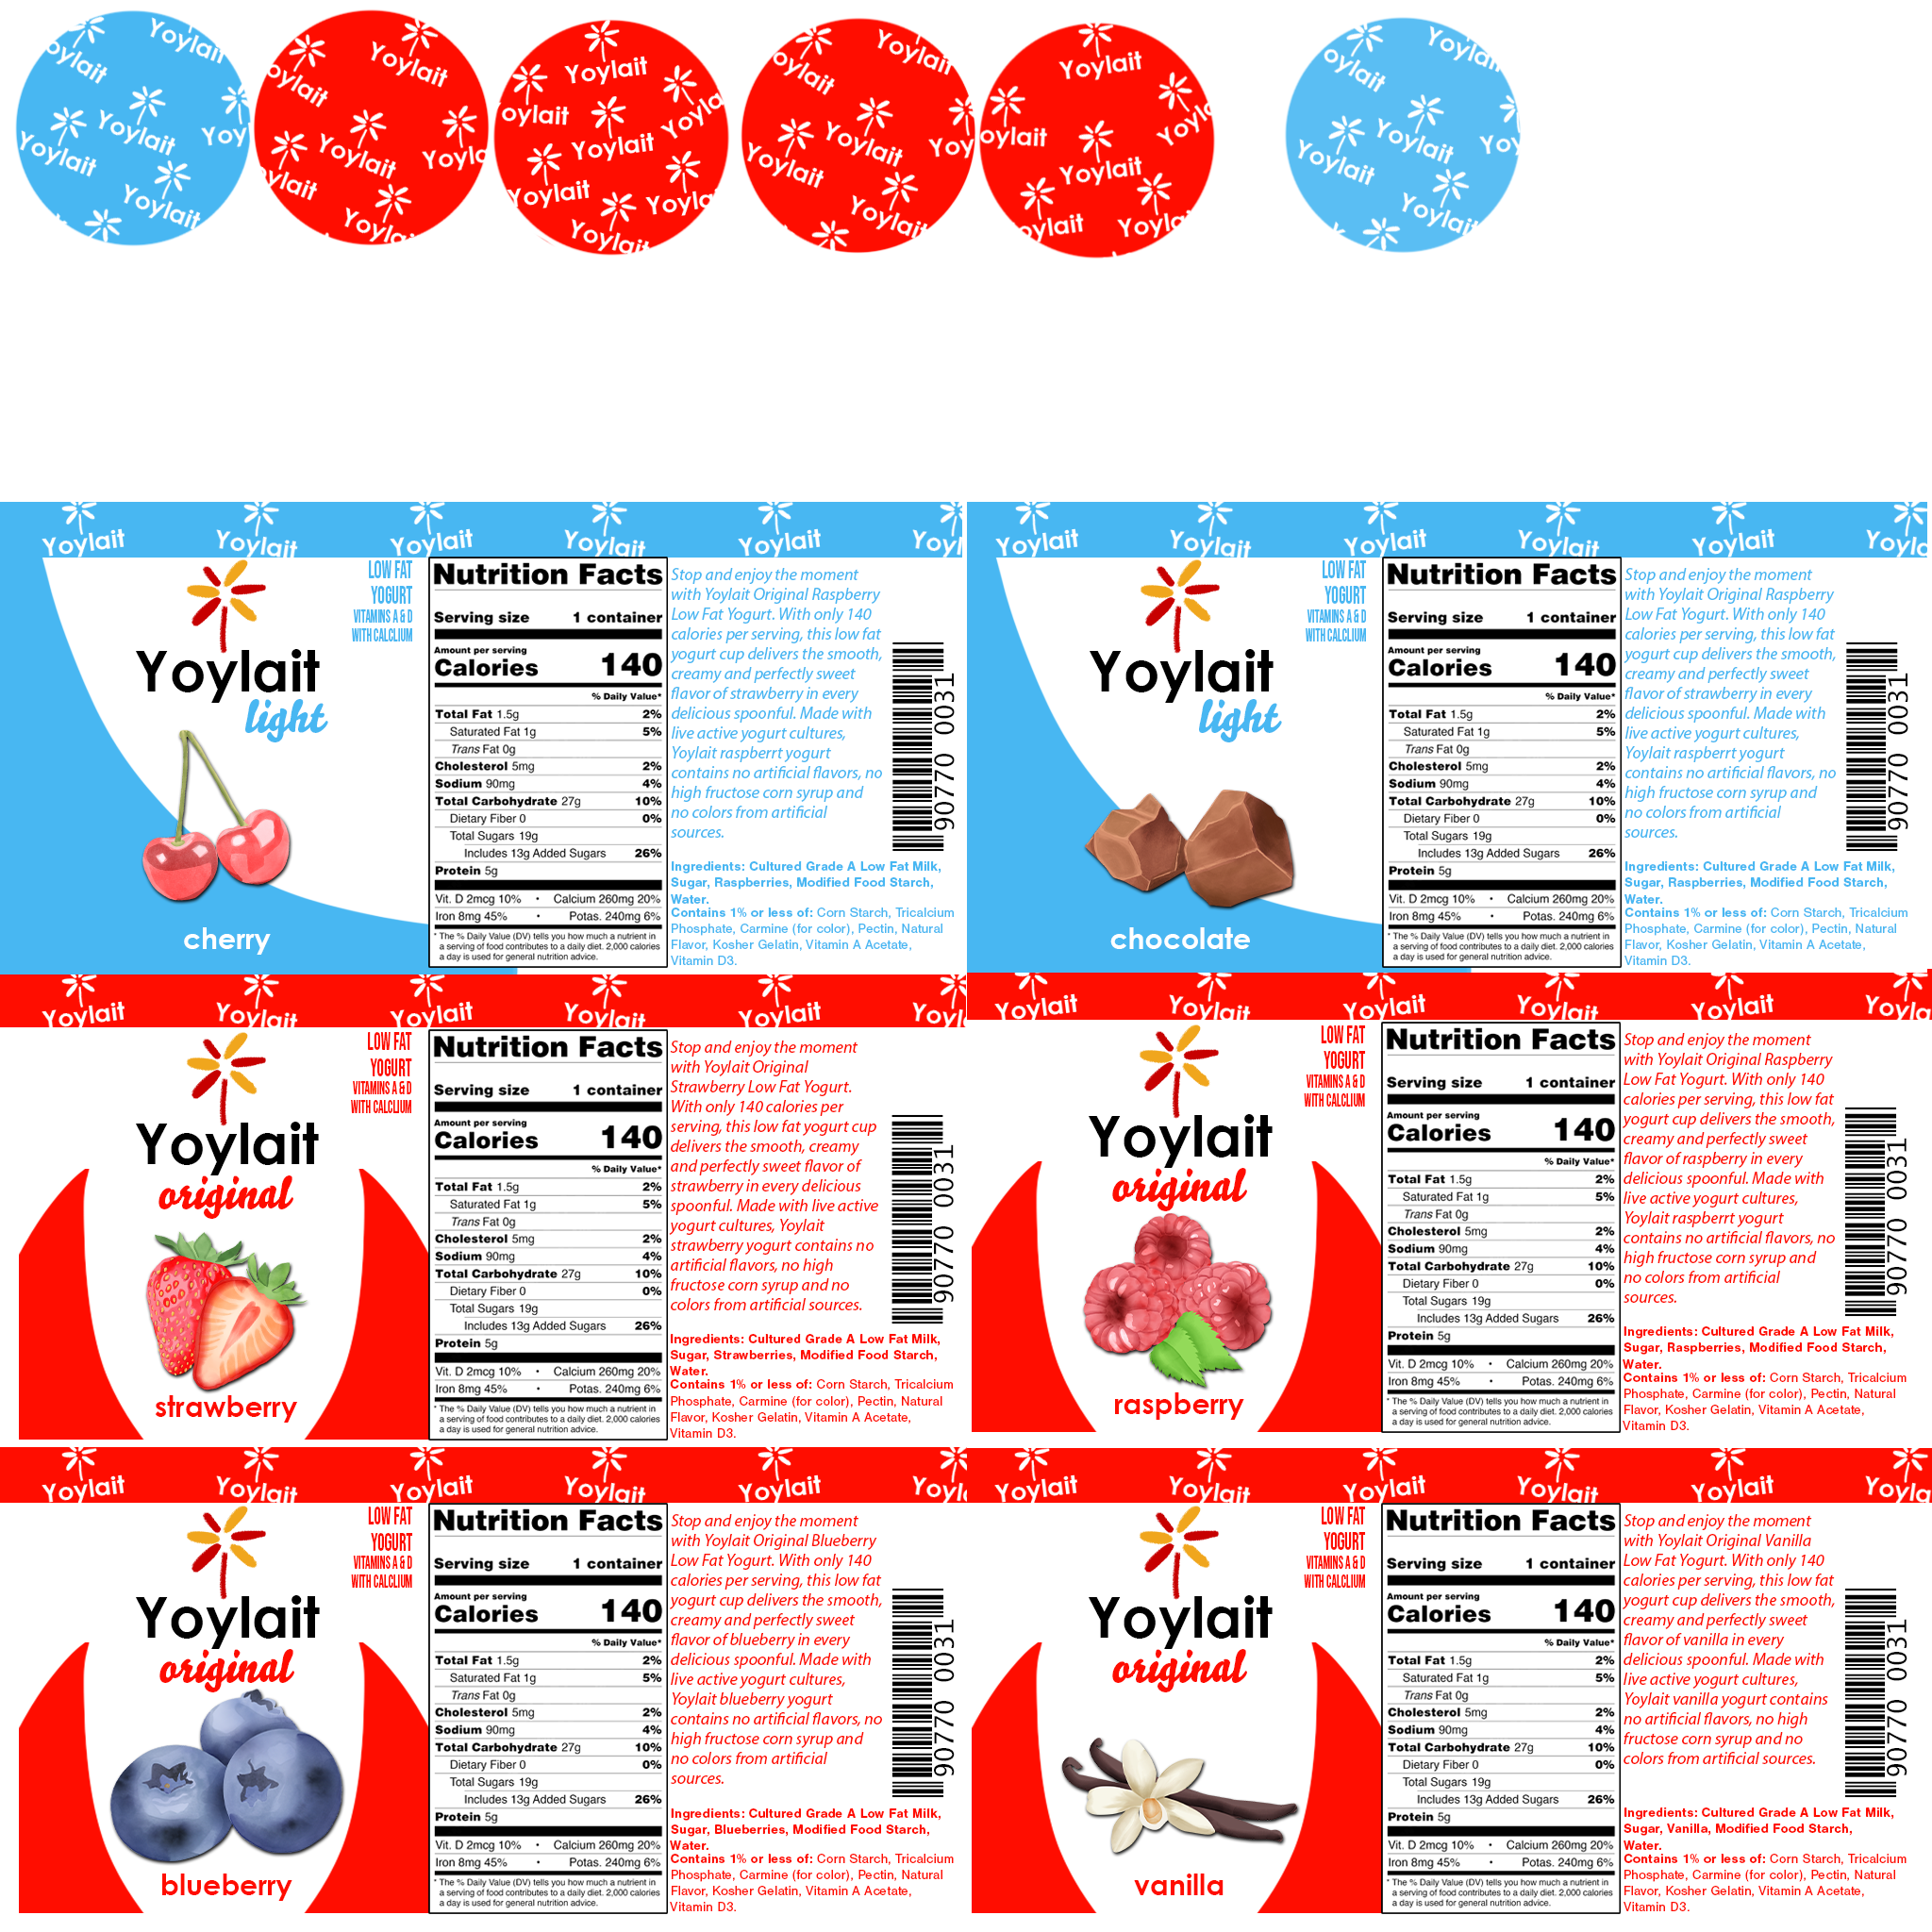 Yoylait Yoylait Yoylait Yoylait Yoylait Yoylait
Yoylait Yoylait Yoylait Yoylait Yoylait Yoylait
LOW FAT
YOGURT
VITAMINS A & D
WITH CALCLIUM
Yoylait
light
cherry
Nutrition Facts
Serving size 1 container
Amount per serving
Calories 140
% Daily Value*
Total Fat 1.5g 2%
Saturated Fat 1g 5%
Trans Fat 0g
Cholesterol 5mg 2%
Sodium 90mg 4%
Total Carbohydrate 27g 10%
Dietary Fiber 0 0%
Total Sugars 19g
Includes 13g Added Sugars 26%
Protein 5g
Vit. D 2mcg 10% • Calcium 260mg 20%
Iron 8mg 45% • Potas. 240mg 6%
* The % Daily Value (DV) tells you how much a nutrient in
a serving of food contributes to a daily diet. 2,000 calories
a day is used for general nutrition advice.
Stop and enjoy the moment
with Yoylait Original Raspberry
Low Fat Yogurt. With only 140
calories per serving, this low fat
yogurt cup delivers the smooth,
creamy and perfectly sweet
flavor of strawberry in every
delicious spoonful. Made with
live active yogurt cultures,
Yoylait raspberrt yogurt
contains no artificial flavors, no
high fructose corn syrup and
no colors from artificial
sources.
Ingredients: Cultured Grade A Low Fat Milk,
Sugar, Raspberries, Modified Food Starch,
Water.
Contains 1% or less of: Corn Starch, Tricalcium
Phosphate, Carmine (for color), Pectin, Natural
Flavor, Kosher Gelatin, Vitamin A Acetate,
Vitamin D3.
90770 0031
LOW FAT
YOGURT
VITAMINS A & D
WITH CALCLIUM
Yoylait
light
chocolate
Nutrition Facts
Serving size 1 container
Amount per serving
Calories 140
% Daily Value*
Total Fat 1.5g 2%
Saturated Fat 1g 5%
Trans Fat 0g
Cholesterol 5mg 2%
Sodium 90mg 4%
Total Carbohydrate 27g 10%
Dietary Fiber 0 0%
Total Sugars 19g
Includes 13g Added Sugars 26%
Protein 5g
Vit. D 2mcg 10% • Calcium 260mg 20%
Iron 8mg 45% • Potas. 240mg 6%
* The % Daily Value (DV) tells you how much a nutrient in
a serving of food contributes to a daily diet. 2,000 calories
a day is used for general nutrition advice.
Stop and enjoy the moment
with Yoylait Original Raspberry
Low Fat Yogurt. With only 140
calories per serving, this low fat
yogurt cup delivers the smooth,
creamy and perfectly sweet
flavor of strawberry in every
delicious spoonful. Made with
live active yogurt cultures,
Yoylait raspberrt yogurt
contains no artificial flavors, no
high fructose corn syrup and
no colors from artificial
sources.
Ingredients: Cultured Grade A Low Fat Milk,
Sugar, Raspberries, Modified Food Starch,
Water.
Contains 1% or less of: Corn Starch, Tricalcium
Phosphate, Carmine (for color), Pectin, Natural
Flavor, Kosher Gelatin, Vitamin A Acetate,
Vitamin D3.
90770 0031
Yoylait Yoylait Yoylait Yoylait Yoylait
LOW FAT
YOGURT
VITAMINS A & D
WITH CALCLIUM
Yoylait
original
strawberry
Nutrition Facts
Serving size 1 container
Amount per serving
Calories 140
% Daily Value*
Total Fat 1.5g 2%
Saturated Fat 1g 5%
Trans Fat 0g
Cholesterol 5mg 2%
Sodium 90mg 4%
Total Carbohydrate 27g 10%
Dietary Fiber 0 0%
Total Sugars 19g
Includes 13g Added Sugars 26%
Protein 5g
Vit. D 2mcg 10% • Calcium 260mg 20%
Iron 8mg 45% • Potas. 240mg 6%
* The % Daily Value (DV) tells you how much a nutrient in
a serving of food contributes to a daily diet. 2,000 calories
a day is used for general nutrition advice.
Stop and enjoy the moment
with Yoylait Original
Strawberry Low Fat Yogurt.
With only 140 calories per
serving, this low fat yogurt cup
delivers the smooth, creamy
and perfectly sweet flavor of
strawberry in every delicious
spoonful. Made with live active
yogurt cultures, Yoylait
strawberry yogurt contains no
artificial flavors, no high
fructose corn syrup and no
colors from artificial sources.
Ingredients: Cultured Grade A Low Fat Milk,
Sugar, Strawberries, Modified Food Starch,
Water.
Contains 1% or less of: Corn Starch, Tricalcium
Phosphate, Carmine (for color), Pectin, Natural
Flavor, Kosher Gelatin, Vitamin A Acetate,
Vitamin D3.
90770 0031
Yoylait Yoylait Yoylait Yoylait Yoylait
LOW FAT
YOGURT
VITAMINS A & D
WITH CALCLIUM
Yoylait
original
raspberry
Nutrition Facts
Serving size 1 container
Amount per serving
Calories 140
% Daily Value*
Total Fat 1.5g 2%
Saturated Fat 1g 5%
Trans Fat 0g
Cholesterol 5mg 2%
Sodium 90mg 4%
Total Carbohydrate 27g 10%
Dietary Fiber 0 0%
Total Sugars 19g
Includes 13g Added Sugars 26%
Protein 5g
Vit. D 2mcg 10% • Calcium 260mg 20%
Iron 8mg 45% • Potas. 240mg 6%
* The % Daily Value (DV) tells you how much a nutrient in
a serving of food contributes to a daily diet. 2,000 calories
a day is used for general nutrition advice.
Stop and enjoy the moment
with Yoylait Original Raspberry
Low Fat Yogurt. With only 140
calories per serving, this low fat
yogurt cup delivers the smooth,
creamy and perfectly sweet
flavor of raspberry in every
delicious spoonful. Made with
live active yogurt cultures,
Yoylait raspberrt yogurt
contains no artificial flavors, no
high fructose corn syrup and
no colors from artificial
sources.
Ingredients: Cultured Grade A Low Fat Milk,
Sugar, Raspberries, Modified Food Starch,
Water.
Contains 1% or less of: Corn Starch, Tricalcium
Phosphate, Carmine (for color), Pectin, Natural
Flavor, Kosher Gelatin, Vitamin A Acetate,
Vitamin D3.
90770 0031
Yoylait Yoylait Yoylait Yoylait Yoylait
LOW FAT
YOGURT
VITAMINS A & D
WITH CALCLIUM
Yoylait
original
blueberry
Nutrition Facts
Serving size 1 container
Amount per serving
Calories 140
% Daily Value*
Total Fat 1.5g 2%
Saturated Fat 1g 5%
Trans Fat 0g
Cholesterol 5mg 2%
Sodium 90mg 4%
Total Carbohydrate 27g 10%
Dietary Fiber 0 0%
Total Sugars 19g
Includes 13g Added Sugars 26%
Protein 5g
Vit. D 2mcg 10% • Calcium 260mg 20%
Iron 8mg 45% • Potas. 240mg 6%
* The % Daily Value (DV) tells you how much a nutrient in
a serving of food contributes to a daily diet. 2,000 calories
a day is used for general nutrition advice.
Stop and enjoy the moment
with Yoylait Original Blueberry
Low Fat Yogurt. With only 140
calories per serving, this low fat
yogurt cup delivers the smooth,
creamy and perfectly sweet
flavor of blueberry in every
delicious spoonful. Made with
live active yogurt cultures,
Yoylait blueberry yogurt
contains no artificial flavors, no
high fructose corn syrup and
no colors from artificial
sources.
Ingredients: Cultured Grade A Low Fat Milk,
Sugar, Blueberries, Modified Food Starch,
Water.
Contains 1% or less of: Corn Starch, Tricalcium
Phosphate, Carmine (for color), Pectin, Natural
Flavor, Kosher Gelatin, Vitamin A Acetate,
Vitamin D3.
90770 0031
Yoylait Yoylait Yoylait Yoylait Yoylait
LOW FAT
YOGURT
VITAMINS A & D
WITH CALCLIUM
Yoylait
original
vanilla
Nutrition Facts
Serving size 1 container
Amount per serving
Calories 140
% Daily Value*
Total Fat 1.5g 2%
Saturated Fat 1g 5%
Trans Fat 0g
Cholesterol 5mg 2%
Sodium 90mg 4%
Total Carbohydrate 27g 10%
Dietary Fiber 0 0%
Total Sugars 19g
Includes 13g Added Sugars 26%
Protein 5g
Vit. D 2mcg 10% • Calcium 260mg 20%
Iron 8mg 45% • Potas. 240mg 6%
* The % Daily Value (DV) tells you how much a nutrient in
a serving of food contributes to a daily diet. 2,000 calories
a day is used for general nutrition advice.
Stop and enjoy the moment
with Yoylait Original Vanilla
Low Fat Yogurt. With only 140
calories per serving, this low fat
yogurt cup delivers the smooth,
creamy and perfectly sweet
flavor of vanilla in every
delicious spoonful. Made with
live active yogurt cultures,
Yoylait vanilla yogurt contains
no artificial flavors, no high
fructose corn syrup and no
colors from artificial sources.
Ingredients: Cultured Grade A Low Fat Milk,
Sugar, Vanilla, Modified Food Starch,
Water.
Contains 1% or less of: Corn Starch, Tricalcium
Phosphate, Carmine (for color), Pectin, Natural
Flavor, Kosher Gelatin, Vitamin A Acetate,
Vitamin D3.
90770 0031